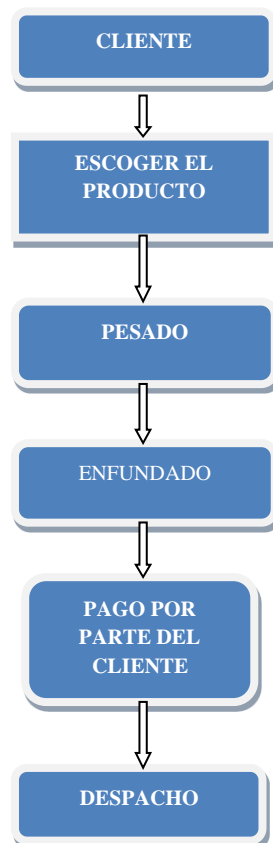 CLIENTE
ESCOGER EL
PRODUCTO
PESADO
ENFUNDADO
PAGO POR
PARTE DEL
CLIENTE
DESPACHO